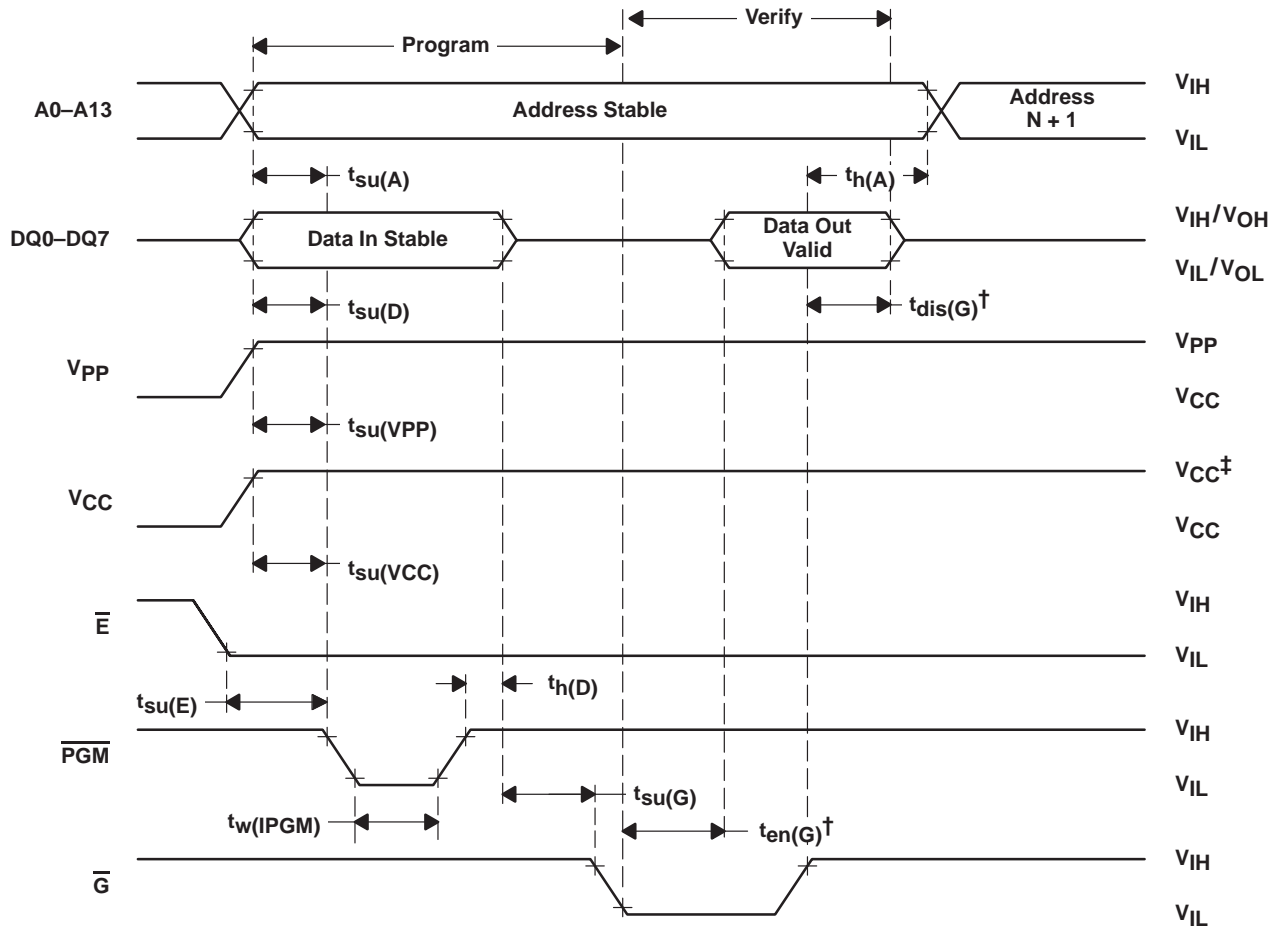 Verify
Program
A0–A13
Address Stable
Address
N + 1
VIH
VIL
tsu(A)
th(A)
DQ0–DQ7
Data In Stable
Data Out
Valid
VIH/VOH
VIL/VOL
tsu(D)
tdis(G)†
VPP
VPP
VCC
tsu(VPP)
VCC
VCC‡
VCC
tsu(VCC)
E
VIH
VIL
tsu(E)
th(D)
PGM
VIH
VIL
tsu(G)
tw(IPGM)
ten(G)†
G
VIH
VIL